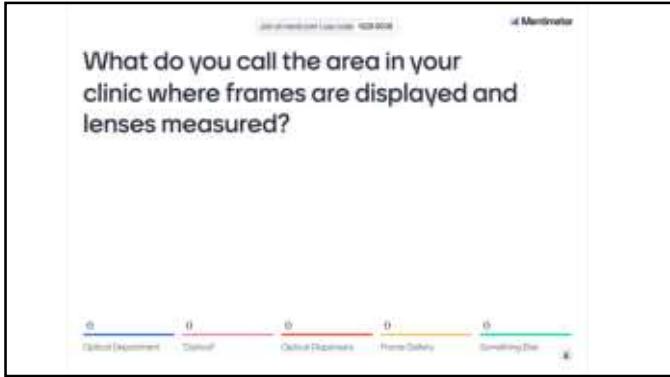 Mentimeter
What do you call the area in your
clinic where frames are displayed and
lenses measured?
0 0 0 0 0
Optical Department "Optical" Optical Dispensary Frame Gallery Something Else